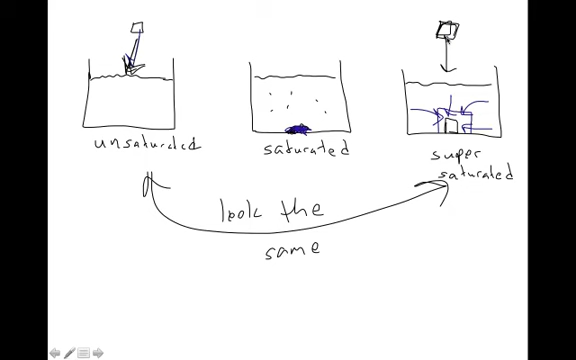 unsaturated
saturated
super
saturated
look the
same